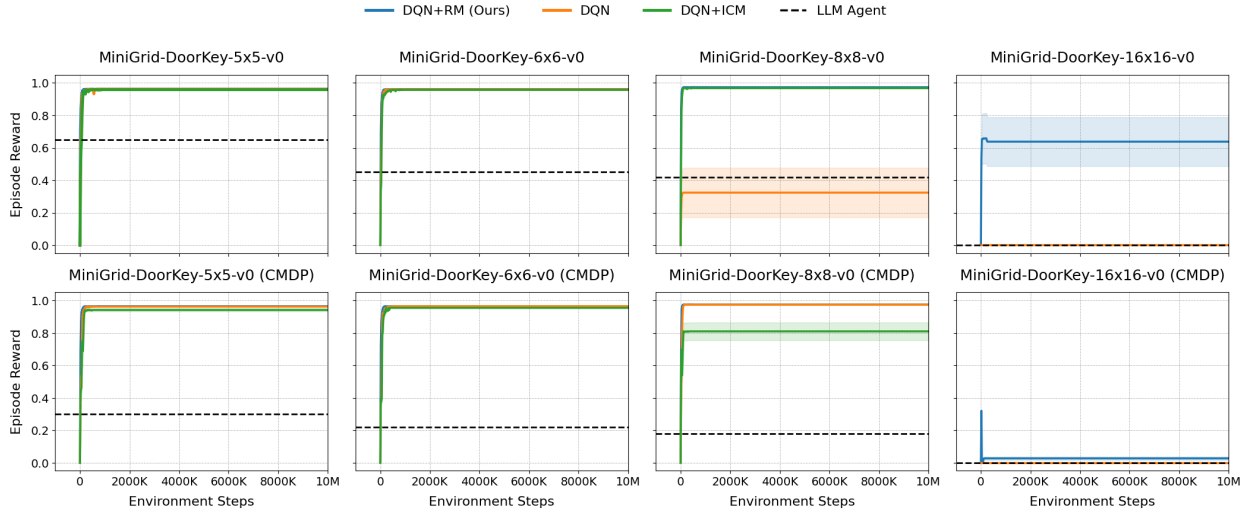 DQN+RM (Ours) DQN DQN+ICM LLM Agent
MiniGrid-DoorKey-5x5-v0 MiniGrid-DoorKey-6x6-v0 MiniGrid-DoorKey-8x8-v0 MiniGrid-DoorKey-16x16-v0
1.0
0.8
0.6
0.4
0.2
0.0
Episode Reward
MiniGrid-DoorKey-5x5-v0 (CMDP) MiniGrid-DoorKey-6x6-v0 (CMDP) MiniGrid-DoorKey-8x8-v0 (CMDP) MiniGrid-DoorKey-16x16-v0 (CMDP)
1.0
0.8
0.6
0.4
0.2
0.0
Episode Reward
0 2000K 4000K 6000K 8000K 10M 0 2000K 4000K 6000K 8000K 10M 0 2000K 4000K 6000K 8000K 10M 0 2000K 4000K 6000K 8000K 10M
Environment Steps Environment Steps Environment Steps Environment Steps